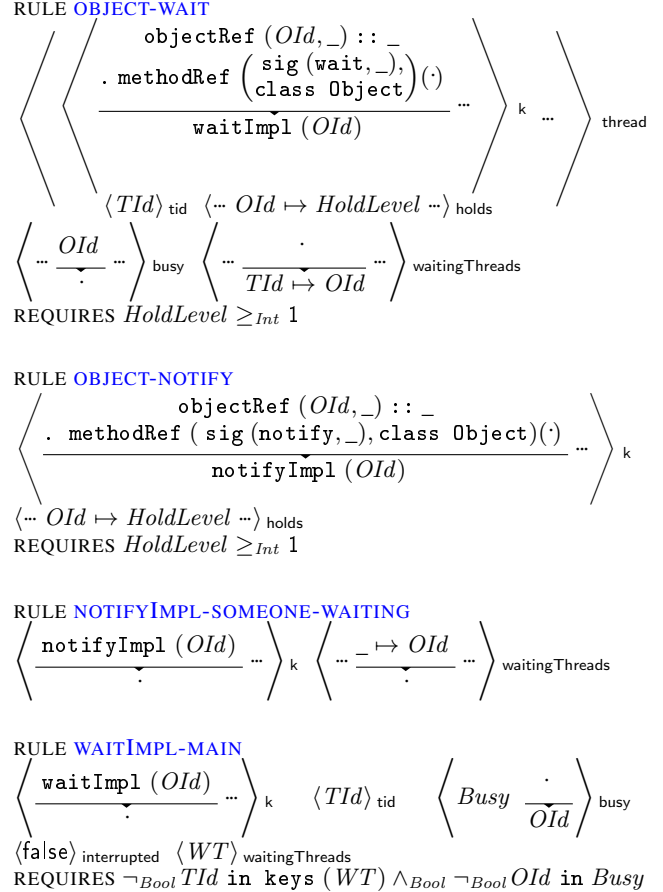 RULE OBJECT-WAIT
objectRef (OId,_) :: _
. methodRef ( sig (wait,_), class Object ) (·) ···
waitImpl (OId)
k ··· thread
⟨TId⟩ tid ⟨··· OId ↦ HoldLevel ···⟩ holds
⟨··· OId ···⟩ busy ⟨··· · ···⟩ waitingThreads
· TId ↦ OId
REQUIRES HoldLevel ≥Int 1
RULE OBJECT-NOTIFY
objectRef (OId,_) :: _
. methodRef ( sig (notify,_), class Object)(·) ··· k
notifyImpl (OId)
⟨··· OId ↦ HoldLevel ···⟩ holds
REQUIRES HoldLevel ≥Int 1
RULE NOTIFYIMPL-SOMEONE-WAITING
⟨ notifyImpl (OId) ···⟩ k ⟨··· _ ↦ OId ···⟩ waitingThreads
· ·
RULE WAITIMPL-MAIN
⟨ waitImpl (OId) ···⟩ k ⟨TId⟩ tid ⟨ Busy · ⟩ busy
· OId
⟨false⟩ interrupted ⟨WT⟩ waitingThreads
REQUIRES ¬Bool TId in keys (WT) ∧Bool ¬Bool OId in Busy